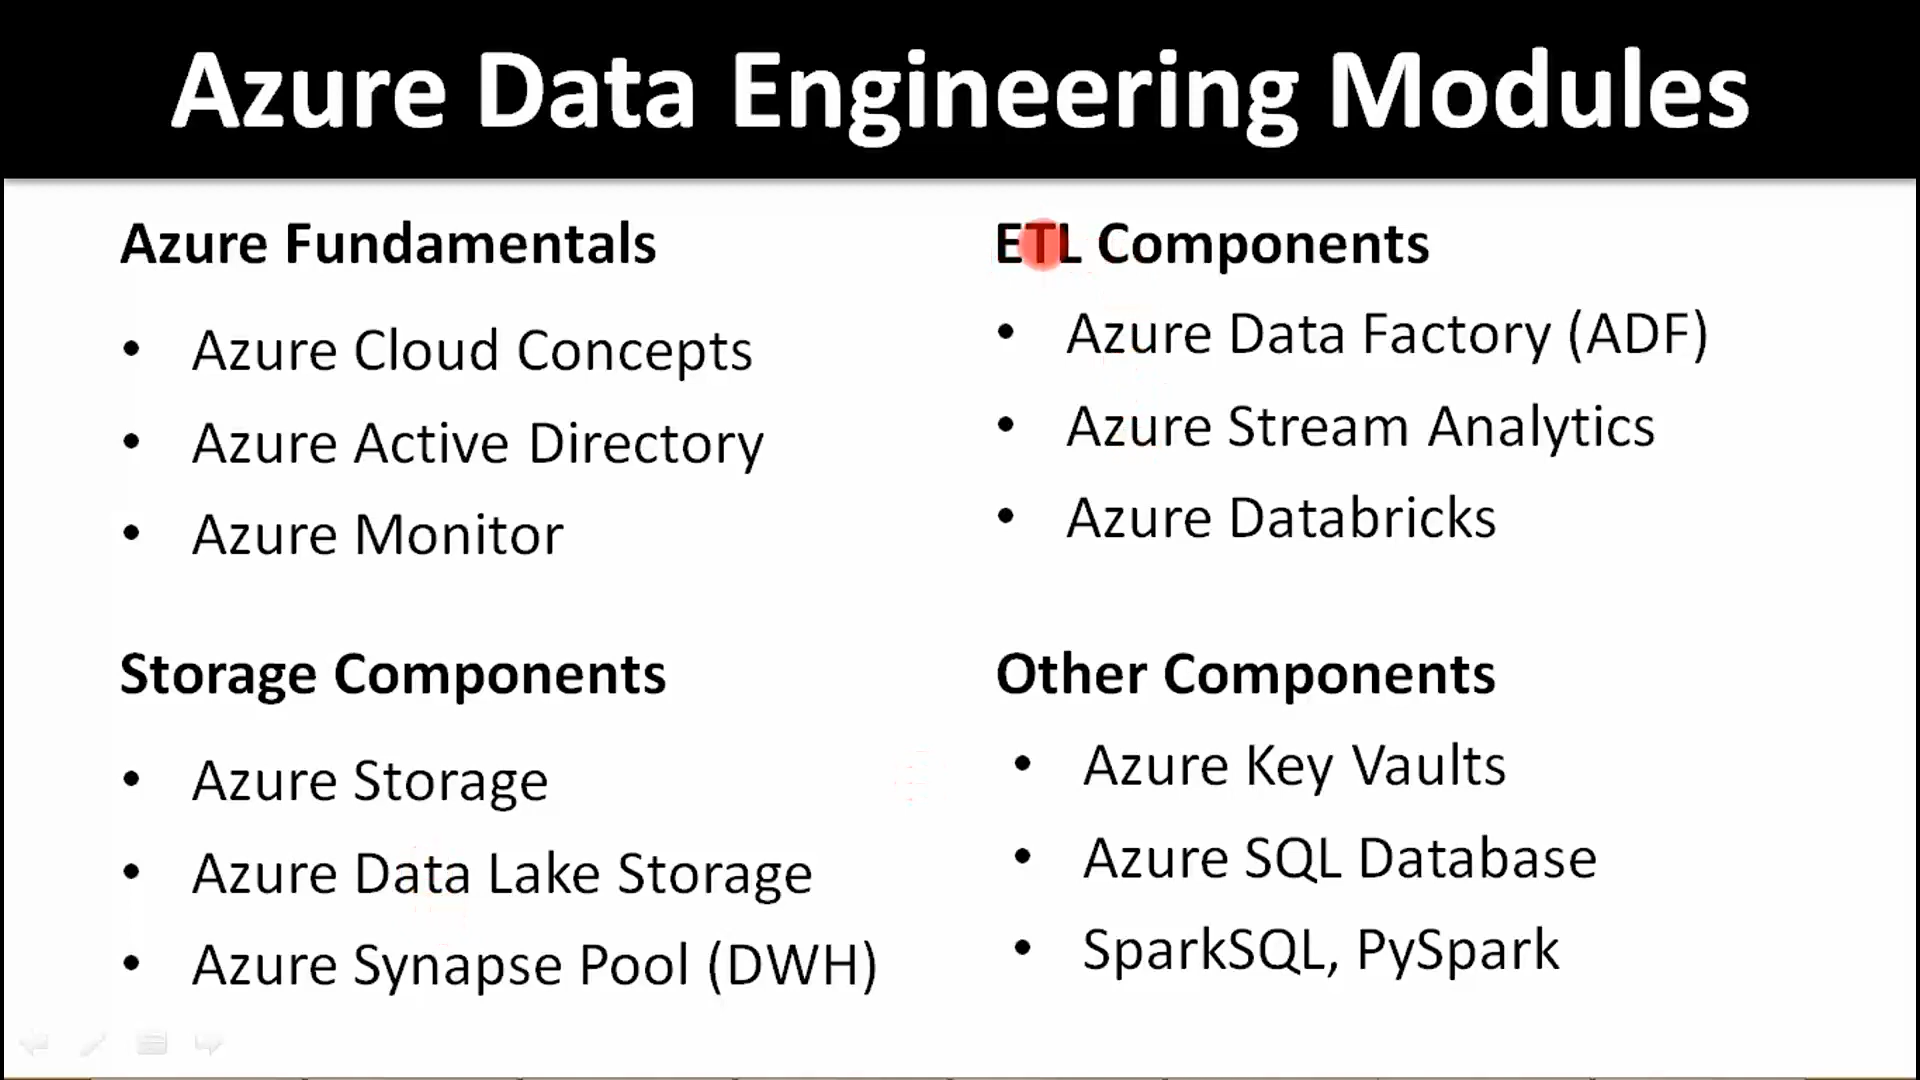 Azure Data Engineering Modules
Azure Fundamentals
• Azure Cloud Concepts
• Azure Active Directory
• Azure Monitor
Storage Components
• Azure Storage
• Azure Data Lake Storage
• Azure Synapse Pool (DWH)
ETL Components
• Azure Data Factory (ADF)
• Azure Stream Analytics
• Azure Databricks
Other Components
• Azure Key Vaults
• Azure SQL Database
• SparkSQL, PySpark